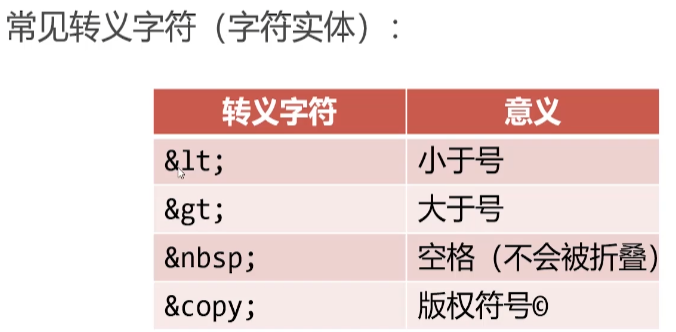 常见转义字符（字符实体）：
转义字符 意义
&lt; 小于号
&gt; 大于号
&nbsp; 空格（不会被折叠）
&copy; 版权符号©